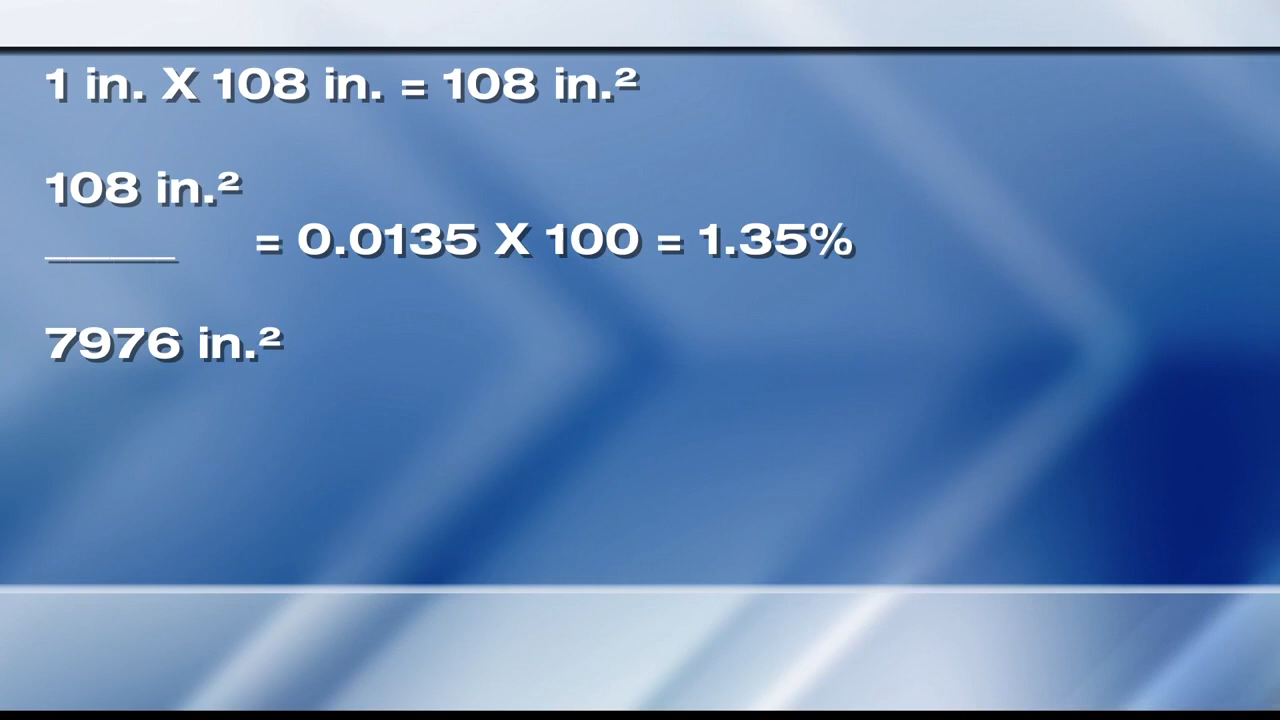 1 in. X 108 in. = 108 in.²
108 in.²
______ = 0.0135 X 100 = 1.35%
7976 in.²